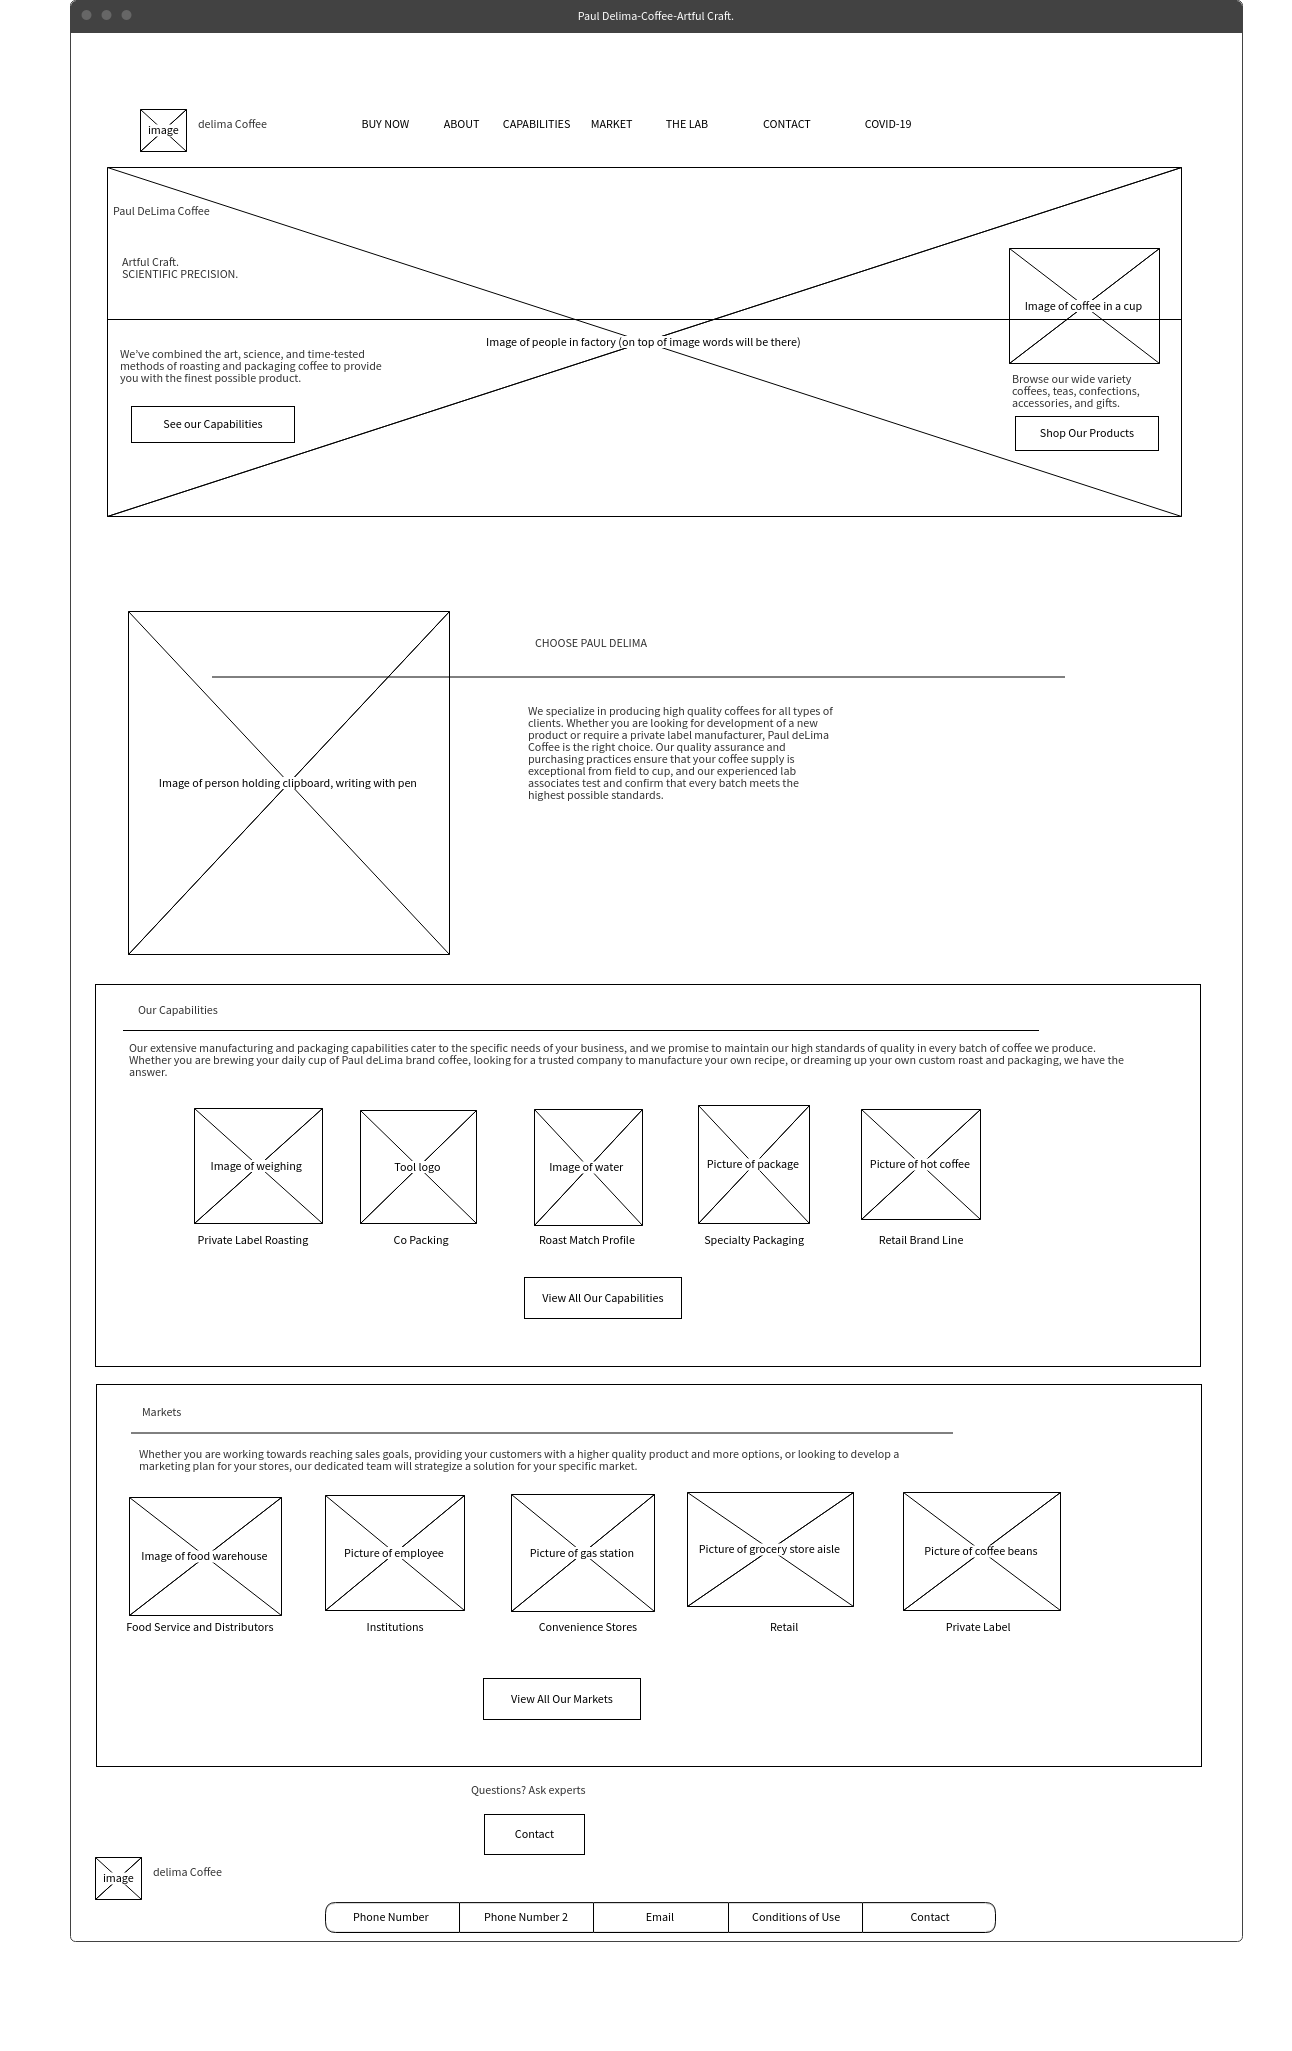 Paul Delima-Coffee-Artful Craft.
image
delima Coffee
BUY NOW
ABOUT
CAPABILITIES
MARKET
THE LAB
CONTACT
COVID-19
Paul DeLima Coffee
Artful Craft.
SCIENTIFIC PRECISION.
Image of people in factory (on top of image words will be there)
We've combined the art, science, and time-tested
methods of roasting and packaging coffee to provide
you with the finest possible product.
See our Capabilities
Image of coffee in a cup
Browse our wide variety
coffees, teas, confections,
accessories, and gifts.
Shop Our Products
Image of person holding clipboard, writing with pen
CHOOSE PAUL DELIMA
We specialize in producing high quality coffees for all types of
clients. Whether you are looking for development of a new
product or require a private label manufacturer, Paul deLima
Coffee is the right choice. Our quality assurance and
purchasing practices ensure that your coffee supply is
exceptional from field to cup, and our experienced lab
associates test and confirm that every batch meets the
highest possible standards.
Our Capabilities
Our extensive manufacturing and packaging capabilities cater to the specific needs of your business, and we promise to maintain our high standards of quality in every batch of coffee we produce.
Whether you are brewing your daily cup of Paul deLima brand coffee, looking for a trusted company to manufacture your own recipe, or dreaming up your own custom roast and packaging, we have the
answer.
Image of weighing
Tool logo
Image of water
Picture of package
Picture of hot coffee
Private Label Roasting
Co Packing
Roast Match Profile
Specialty Packaging
Retail Brand Line
View All Our Capabilities
Markets
Whether you are working towards reaching sales goals, providing your customers with a higher quality product and more options, or looking to develop a
marketing plan for your stores, our dedicated team will strategize a solution for your specific market.
Image of food warehouse
Picture of employee
Picture of gas station
Picture of grocery store aisle
Picture of coffee beans
Food Service and Distributors
Institutions
Convenience Stores
Retail
Private Label
View All Our Markets
Questions? Ask experts
Contact
image
delima Coffee
Phone Number
Phone Number 2
Email
Conditions of Use
Contact